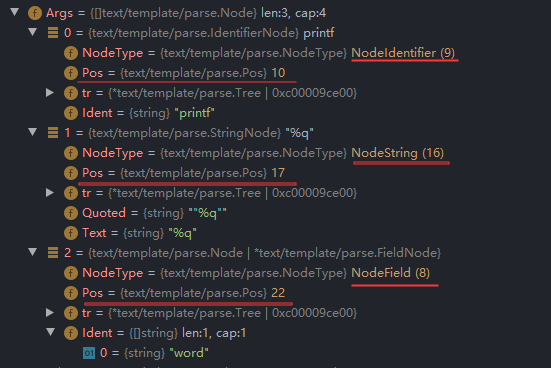 Args = {[]text/template/parse.Node} len:3, cap:4
0 = {text/template/parse.IdentifierNode} printf
NodeType = {text/template/parse.NodeType} NodeIdentifier (9)
Pos = {text/template/parse.Pos} 10
tr = {*text/template/parse.Tree | 0xc00009ce00}
Ident = {string} "printf"
1 = {text/template/parse.StringNode} "%q"
NodeType = {text/template/parse.NodeType} NodeString (16)
Pos = {text/template/parse.Pos} 17
tr = {*text/template/parse.Tree | 0xc00009ce00}
Quoted = {string} ""%q""
Text = {string} "%q"
2 = {text/template/parse.Node | *text/template/parse.FieldNode}
NodeType = {text/template/parse.NodeType} NodeField (8)
Pos = {text/template/parse.Pos} 22
tr = {*text/template/parse.Tree | 0xc00009ce00}
Ident = {[]string} len:1, cap:1
0 = {string} "word"